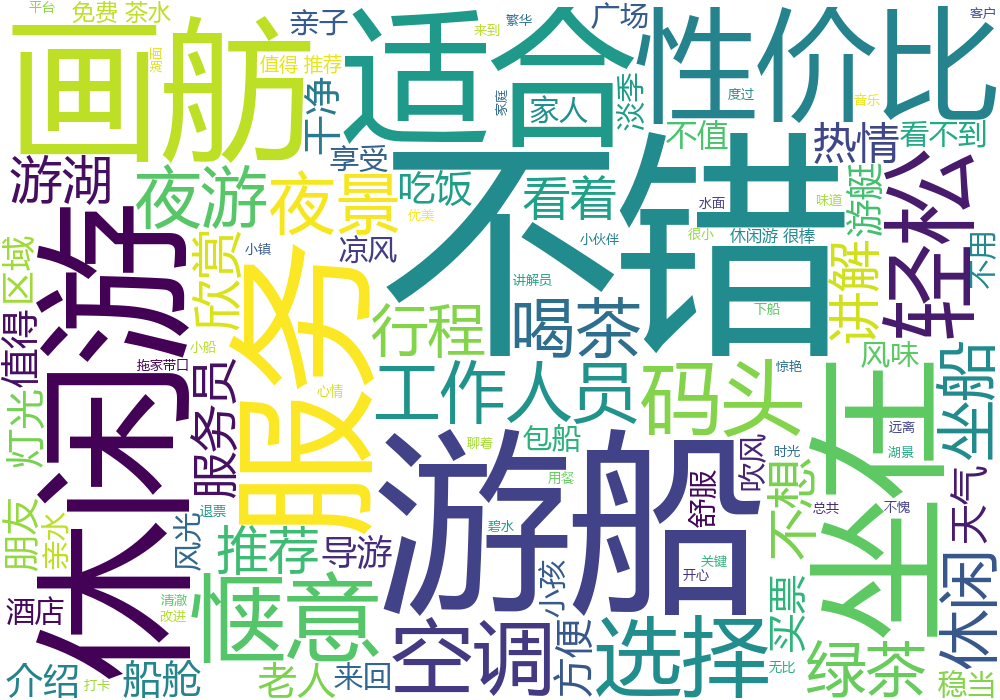 平台
免费 茶水
画舫
回票
亲子
值得 推荐
干净
适合
来到
繁华
广场
家庭
家人
淡季
性价比
度过
音乐
客户
不值
热情
看不到
游湖
夜游
夜景
享受
吃饭
优美
看着
不错
水面
很小
休闲游 很棒
味道
游艇
轻松
不用
区域
休闲游
欣赏
小镇
凉风
服务
小伙伴
讲解员
下船
讲解
值得
拖家带口
小船
行程
喝茶
惊艳
风味
坐船
灯光
服务员
心情
工作人员
码头
坐在
远离
湖景
聊着
包船
用餐
游船
吹风
时光
不想
舒服
总共
不愧
天气
朋友
亲水
风光
退票
推荐
导游
碧水
关键
开心
酒店
清澈
改进
惬意
小孩
空调
方便
选择
买票
无比
绿茶
休闲
介绍
打卡
船舱
老人
来回
稳当